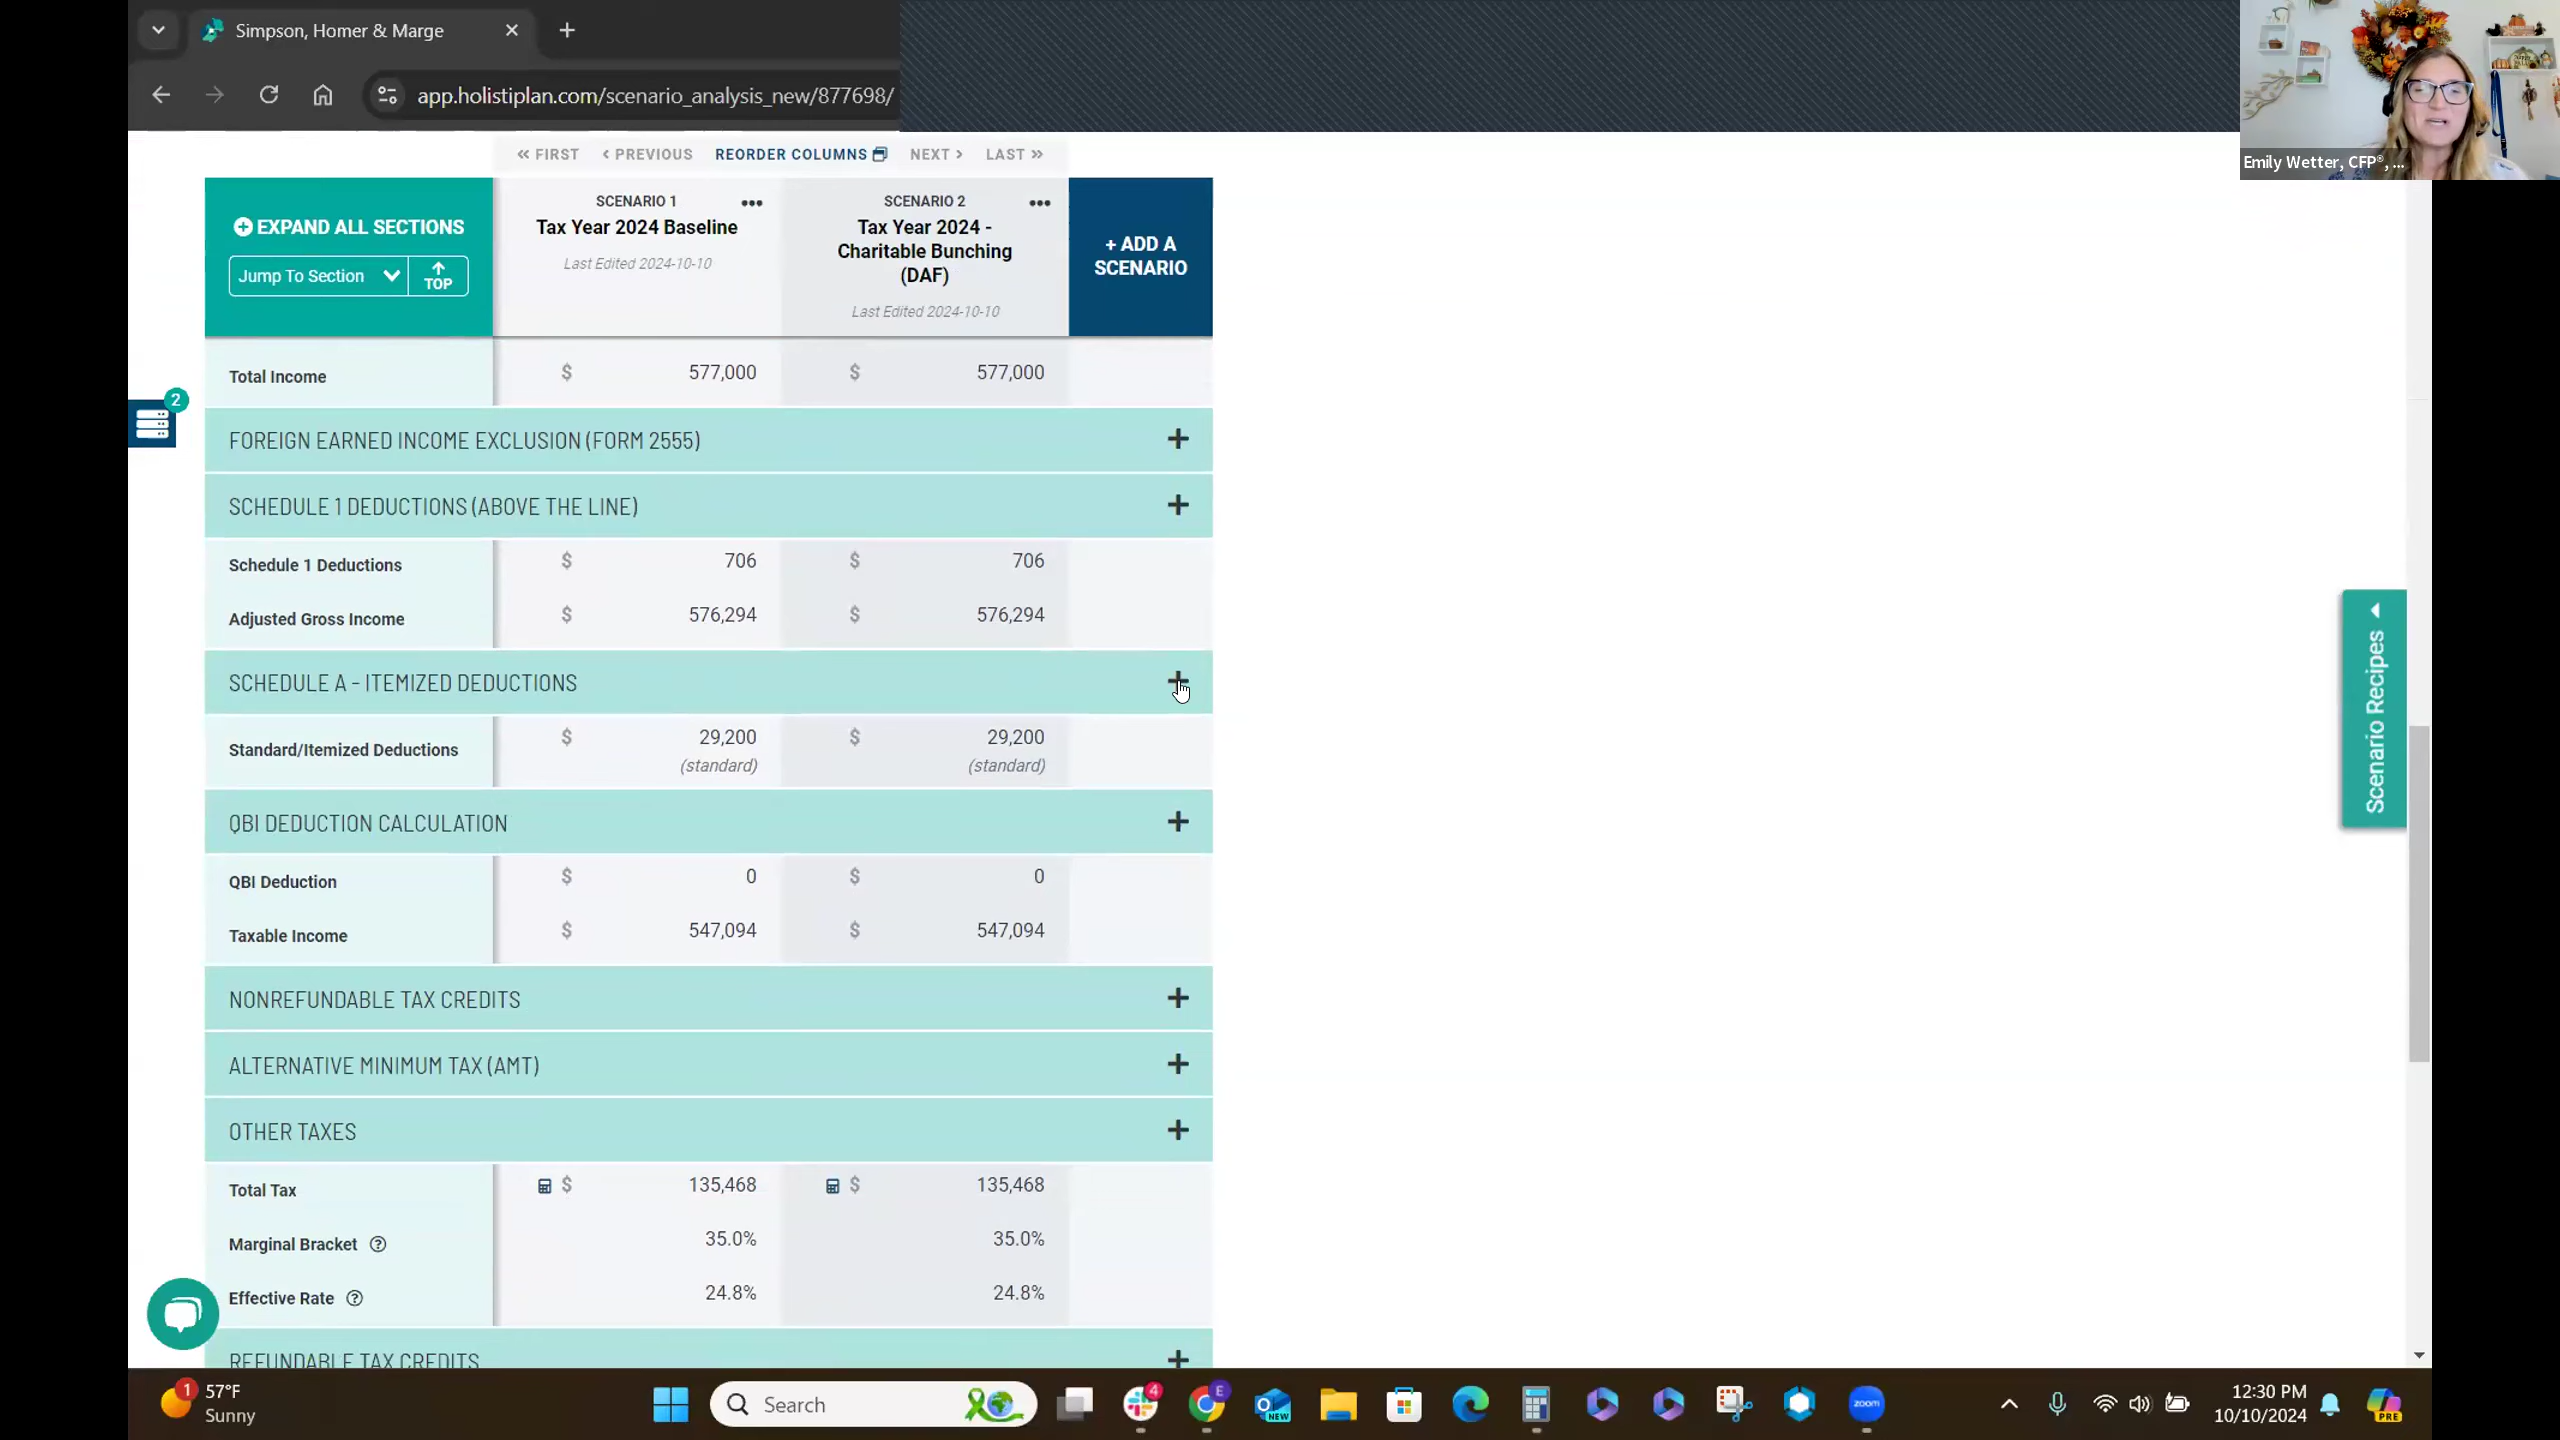 Simpson, Homer & Marge
app.holistiplan.com/scenario_analysis_new/877698/
Emily Wetter, CFP®, ...
FIRST PREVIOUS REORDER COLUMNS NEXT LAST
EXPAND ALL SECTIONS
Jump To Section
TOP
SCENARIO 1
Tax Year 2024 Baseline
Last Edited 2024-10-10
SCENARIO 2
Tax Year 2024 -
Charitable Bunching
(DAF)
Last Edited 2024-10-10
+ ADD A
SCENARIO
Total Income $ 577,000 $ 577,000
2
FOREIGN EARNED INCOME EXCLUSION (FORM 2555)
SCHEDULE 1 DEDUCTIONS (ABOVE THE LINE)
Schedule 1 Deductions $ 706 $ 706
Adjusted Gross Income $ 576,294 $ 576,294
SCHEDULE A - ITEMIZED DEDUCTIONS
Standard/Itemized Deductions $ 29,200 $ 29,200
(standard) (standard)
QBI DEDUCTION CALCULATION
QBI Deduction $ 0 $ 0
Taxable Income $ 547,094 $ 547,094
NONREFUNDABLE TAX CREDITS
ALTERNATIVE MINIMUM TAX (AMT)
OTHER TAXES
Total Tax $ 135,468 $ 135,468
Marginal Bracket ? 35.0% 35.0%
Effective Rate ? 24.8% 24.8%
REFUNDABLE TAX CREDITS
Scenario Recipes
1
57°F
Sunny
Search
4
E
NEW
zoom
12:30 PM
10/10/2024
PRE